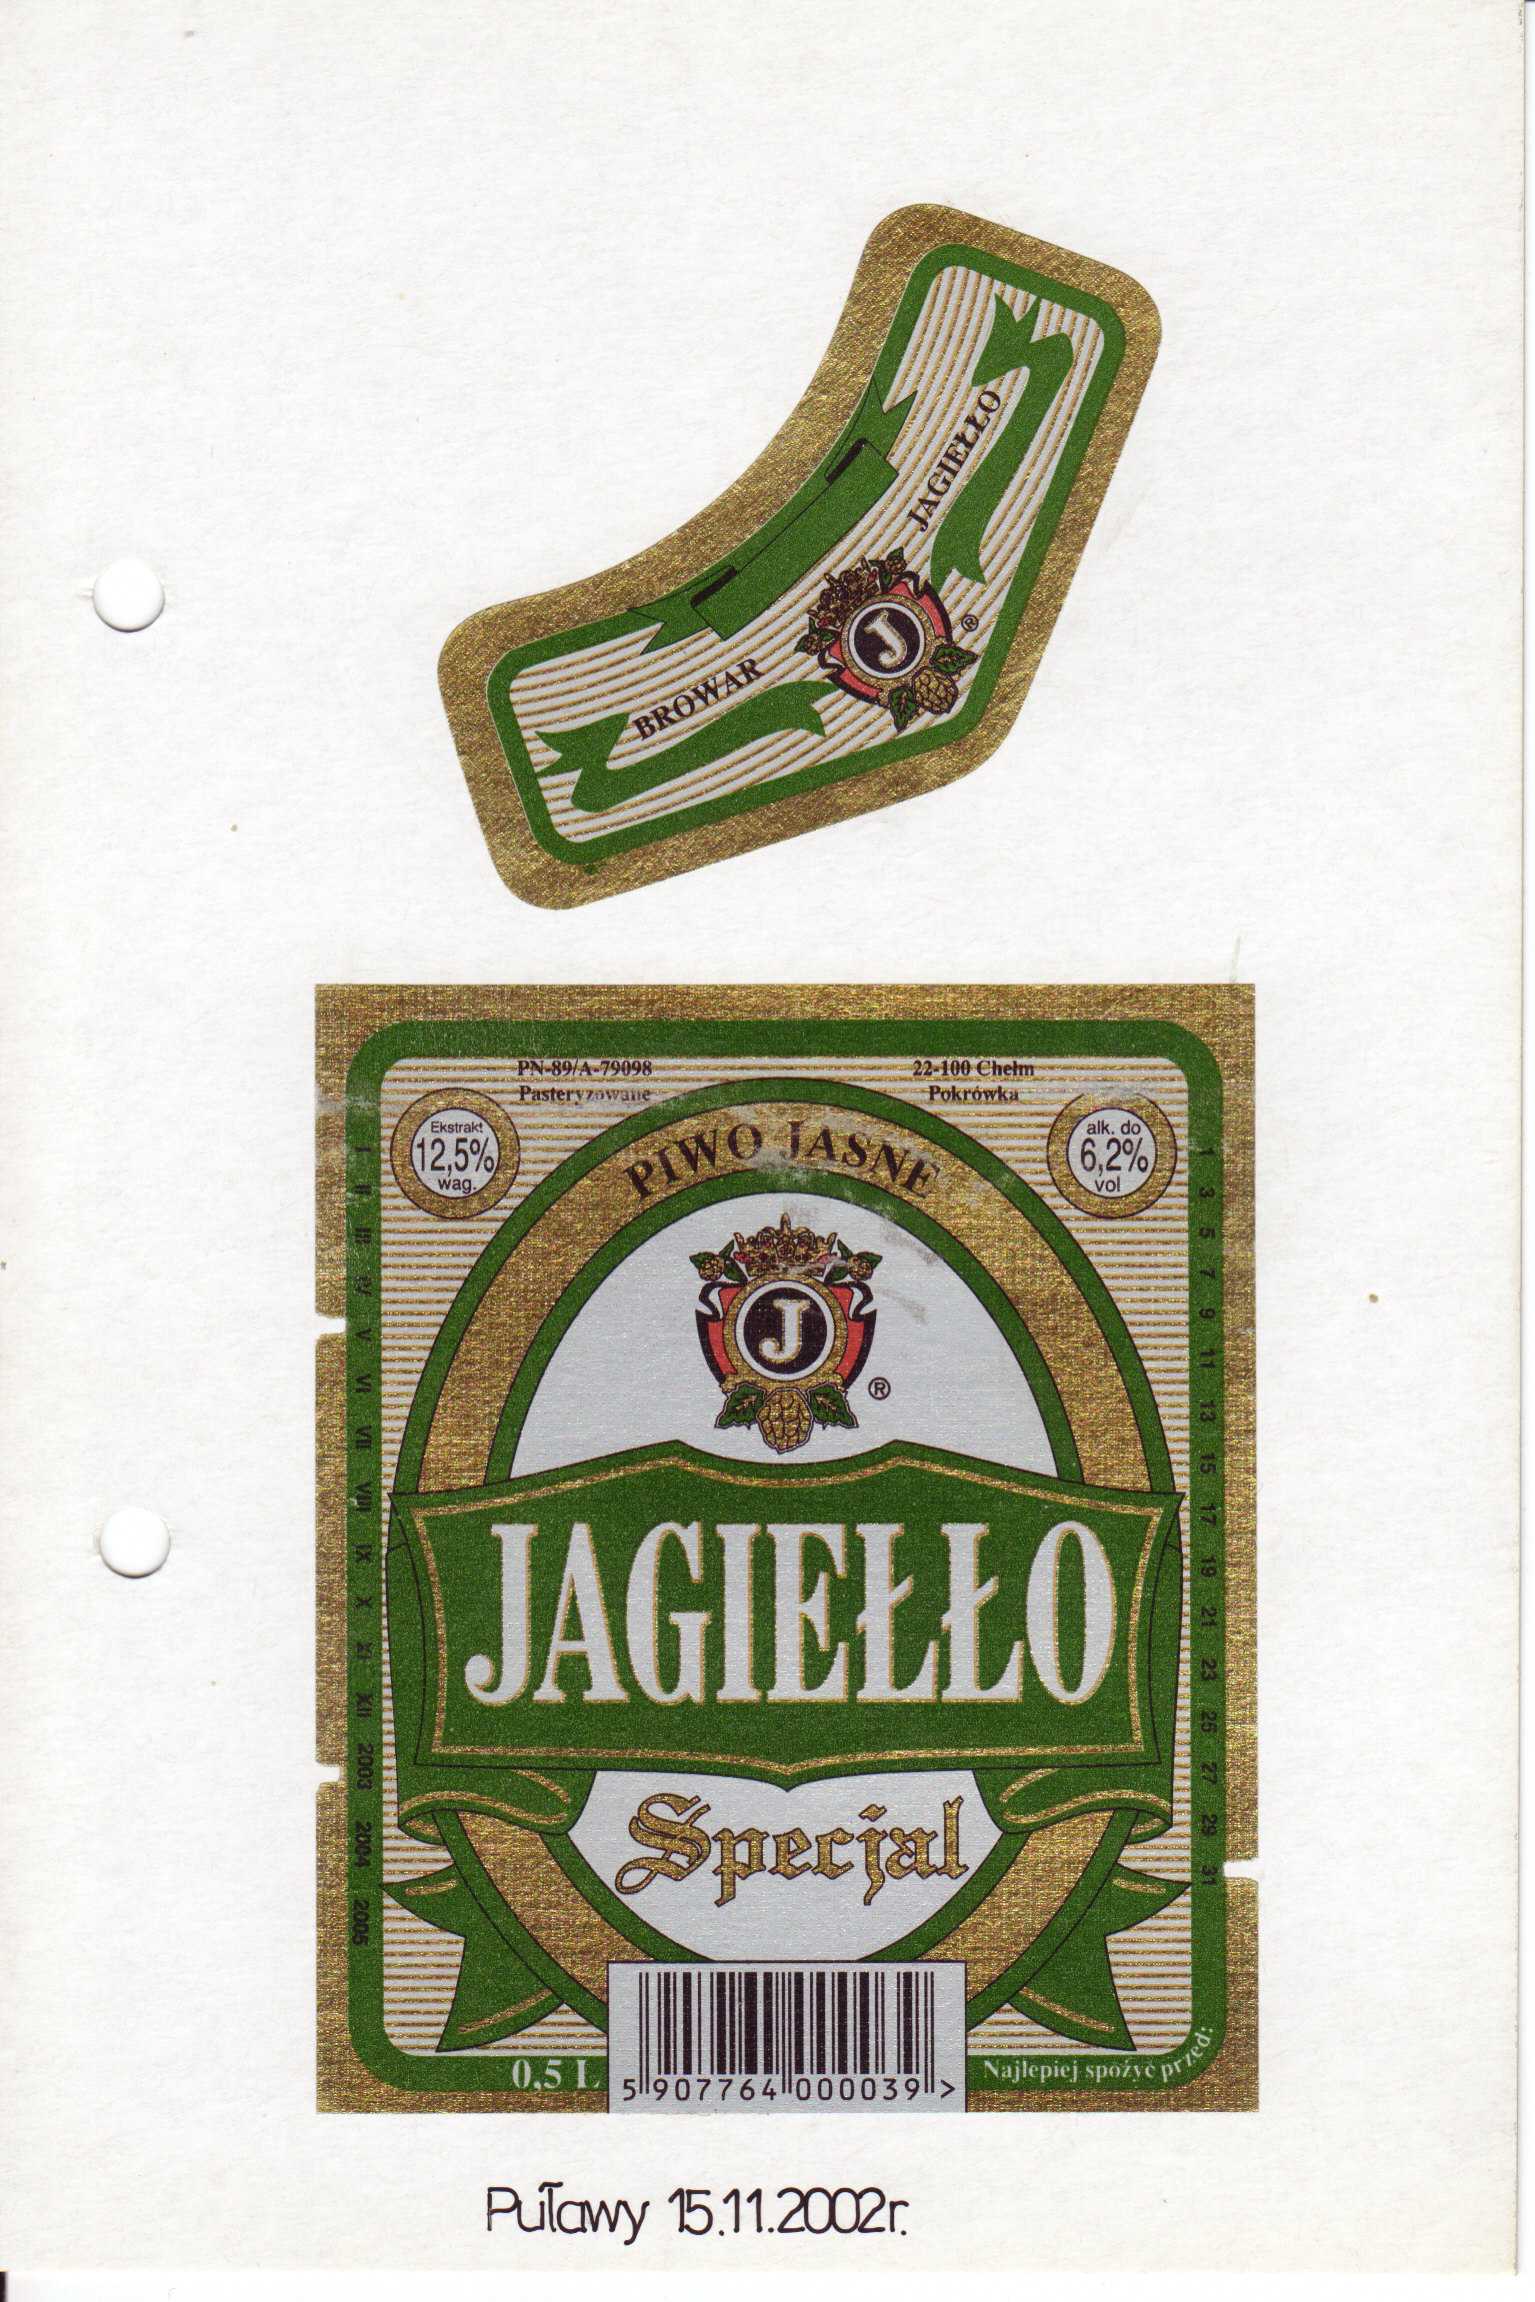 BROWAR JAGIEŁŁO
J
®
PN-89/A-79098
Pasteryzowane
22-100 Chełm
Pokrówka
Ekstrakt
12,5%
wag.
alk. do
6,2%
vol
PIWO JASNE
J
®
JAGIEŁŁO
Specjal
I II III IV V VI VII VIII IX X XI XII 2003 2004 2005
1 3 5 7 9 11 13 15 17 19 21 23 25 27 29 31
0,5 L
5 907764 000039 >
Najlepiej spożyć przed:
Puławy 15.11.2002r.